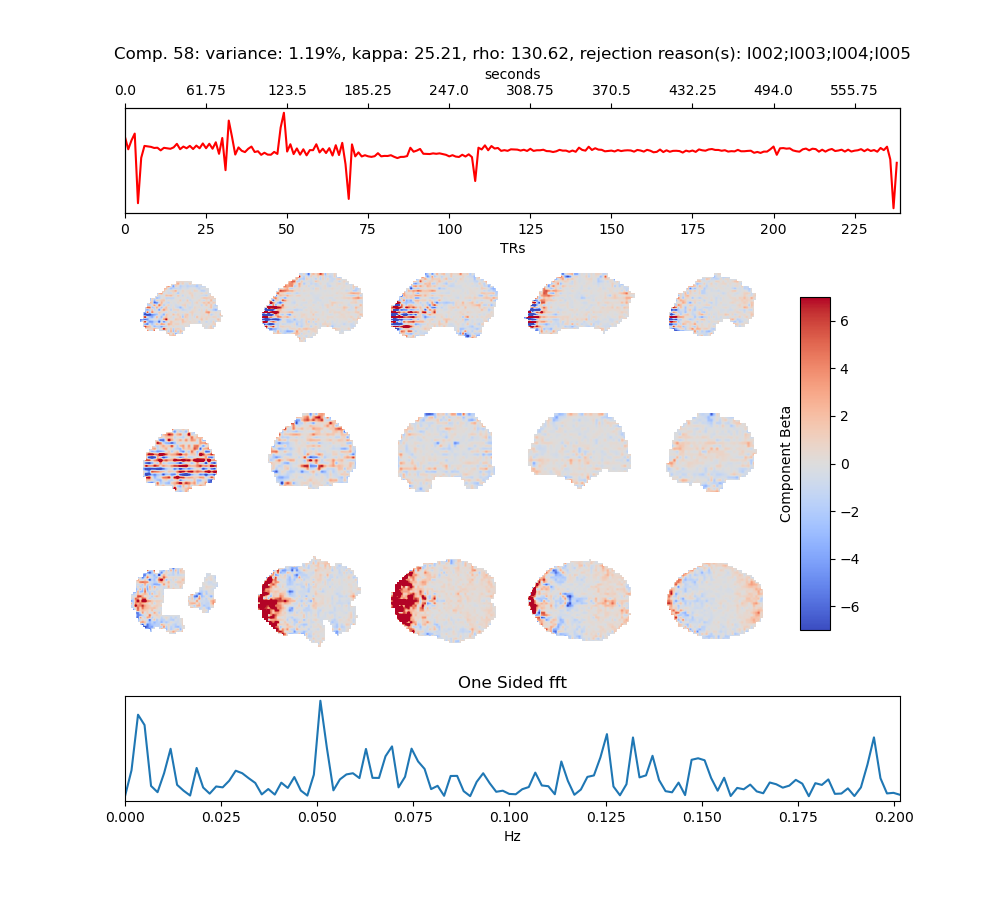 Comp. 58: variance: 1.19%, kappa: 25.21, rho: 130.62, rejection reason(s): I002;I003;I004;I005
seconds
0.0 61.75 123.5 185.25 247.0 308.75 370.5 432.25 494.0 555.75
0 25 50 75 100 125 150 175 200 225
TRs
6
4
2
0
−2
−4
−6
Component Beta
One Sided fft
0.000 0.025 0.050 0.075 0.100 0.125 0.150 0.175 0.200
Hz